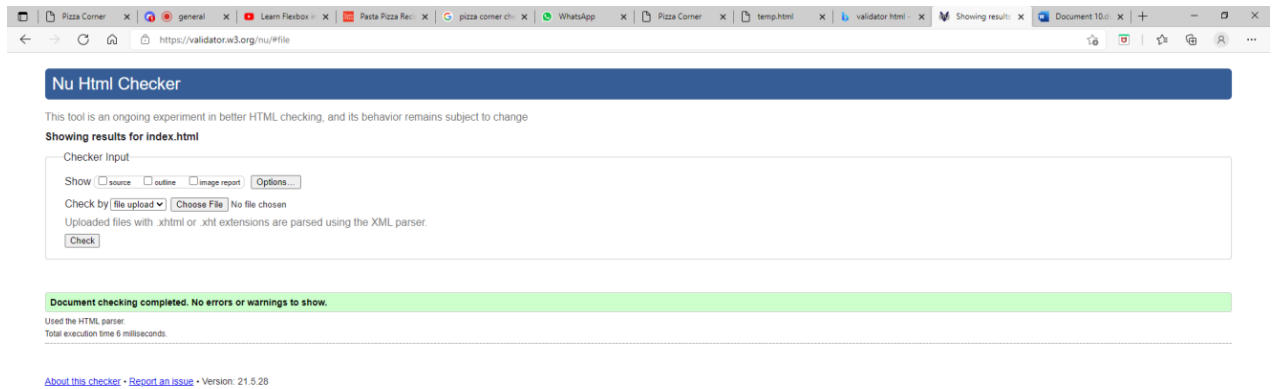 Pizza Corner general Learn Flexbox in Pasta Pizza Reci pizza corner che WhatsApp Pizza Corner temp.html validator html - Showing results Document 10.d
https://validator.w3.org/nu/#file
Nu Html Checker
This tool is an ongoing experiment in better HTML checking, and its behavior remains subject to change
Showing results for index.html
Checker Input
Show source outline image report Options...
Check by file upload Choose File No file chosen
Uploaded files with .xhtml or .xht extensions are parsed using the XML parser.
Check
Document checking completed. No errors or warnings to show.
Used the HTML parser.
Total execution time 6 milliseconds.
About this checker • Report an issue • Version: 21.5.28